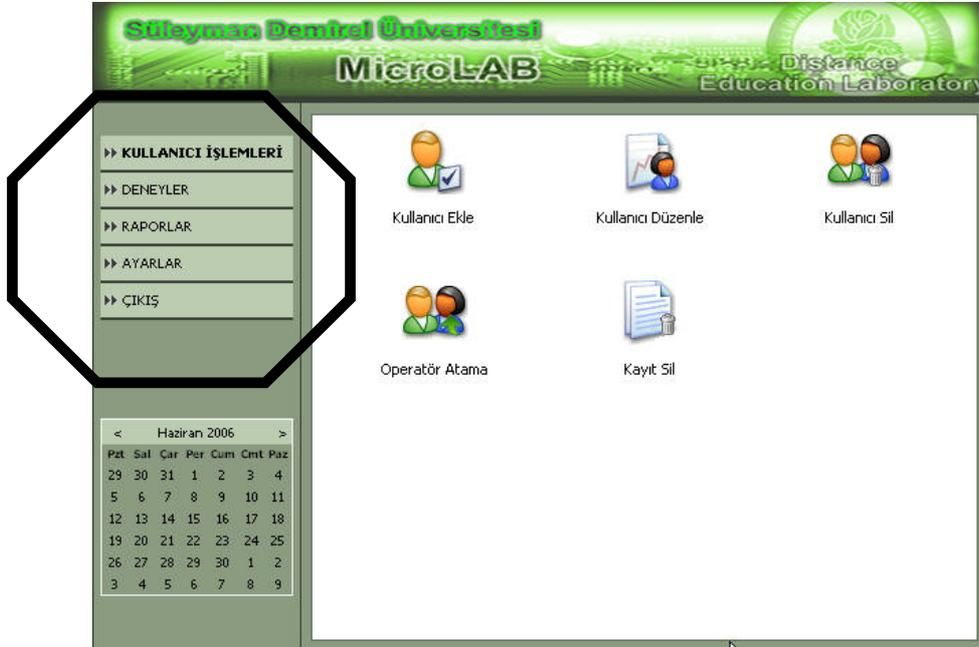 Süleyman Demirel Üniversitesi
MicroLAB
Distance
Education Laboratory
KULLANICI İŞLEMLERİ
DENEYLER
RAPORLAR
AYARLAR
ÇIKIŞ
Kullanıcı Ekle
Kullanıcı Düzenle
Kullanıcı Sil
Operatör Atama
Kayıt Sil
< Haziran 2006 >
Pzt Sal Çar Per Cum Cmt Paz
29 30 31 1 2 3 4
5 6 7 8 9 10 11
12 13 14 15 16 17 18
19 20 21 22 23 24 25
26 27 28 29 30 1 2
3 4 5 6 7 8 9